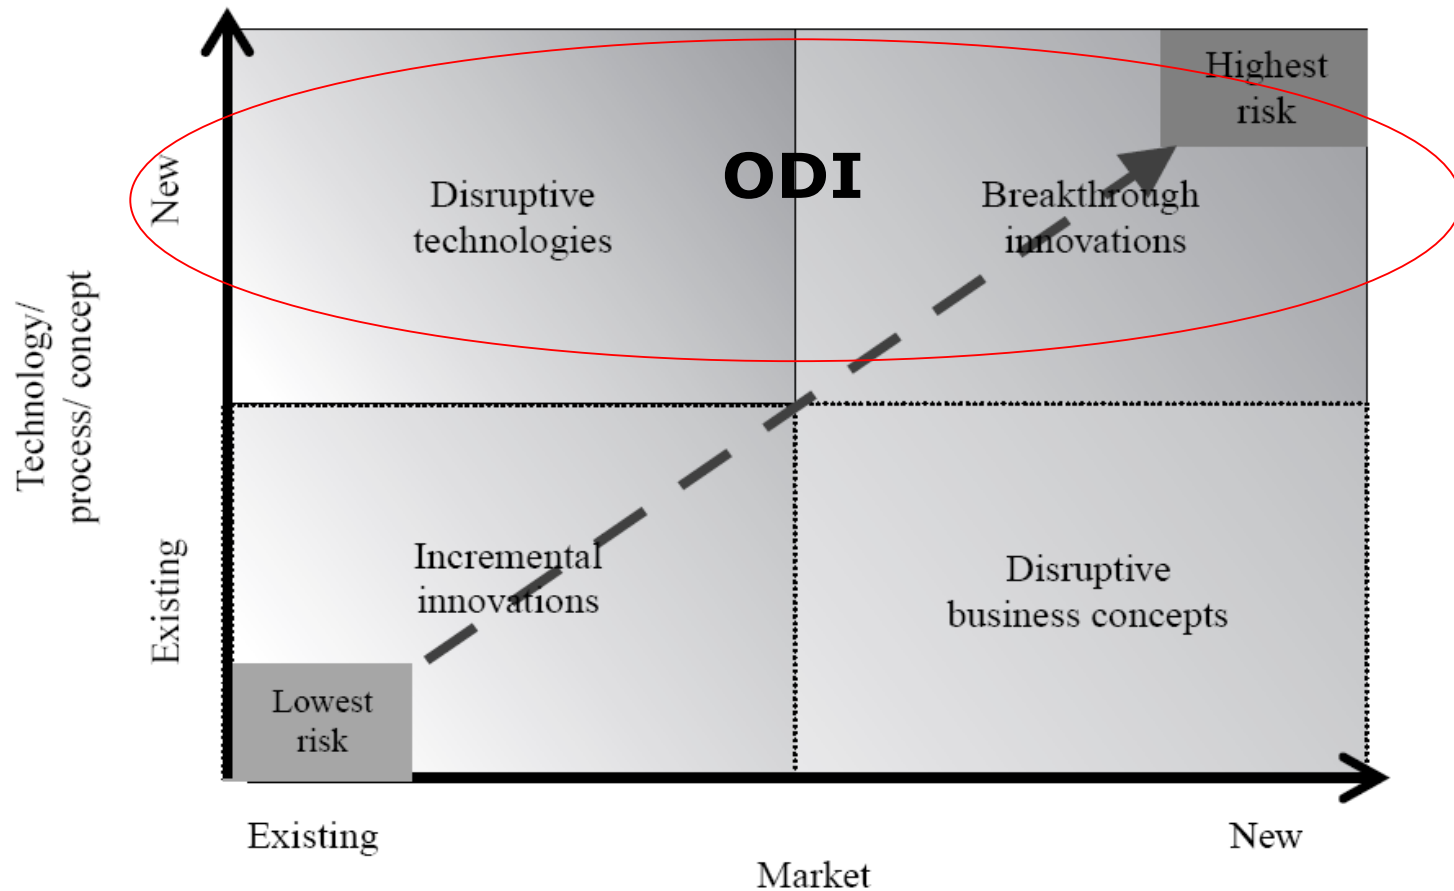 Highest
risk
ODI
New
Disruptive
technologies
Breakthrough
innovations
Technology/
process/ concept
Existing
Incremental
innovations
Disruptive
business concepts
Lowest
risk
Existing
New
Market